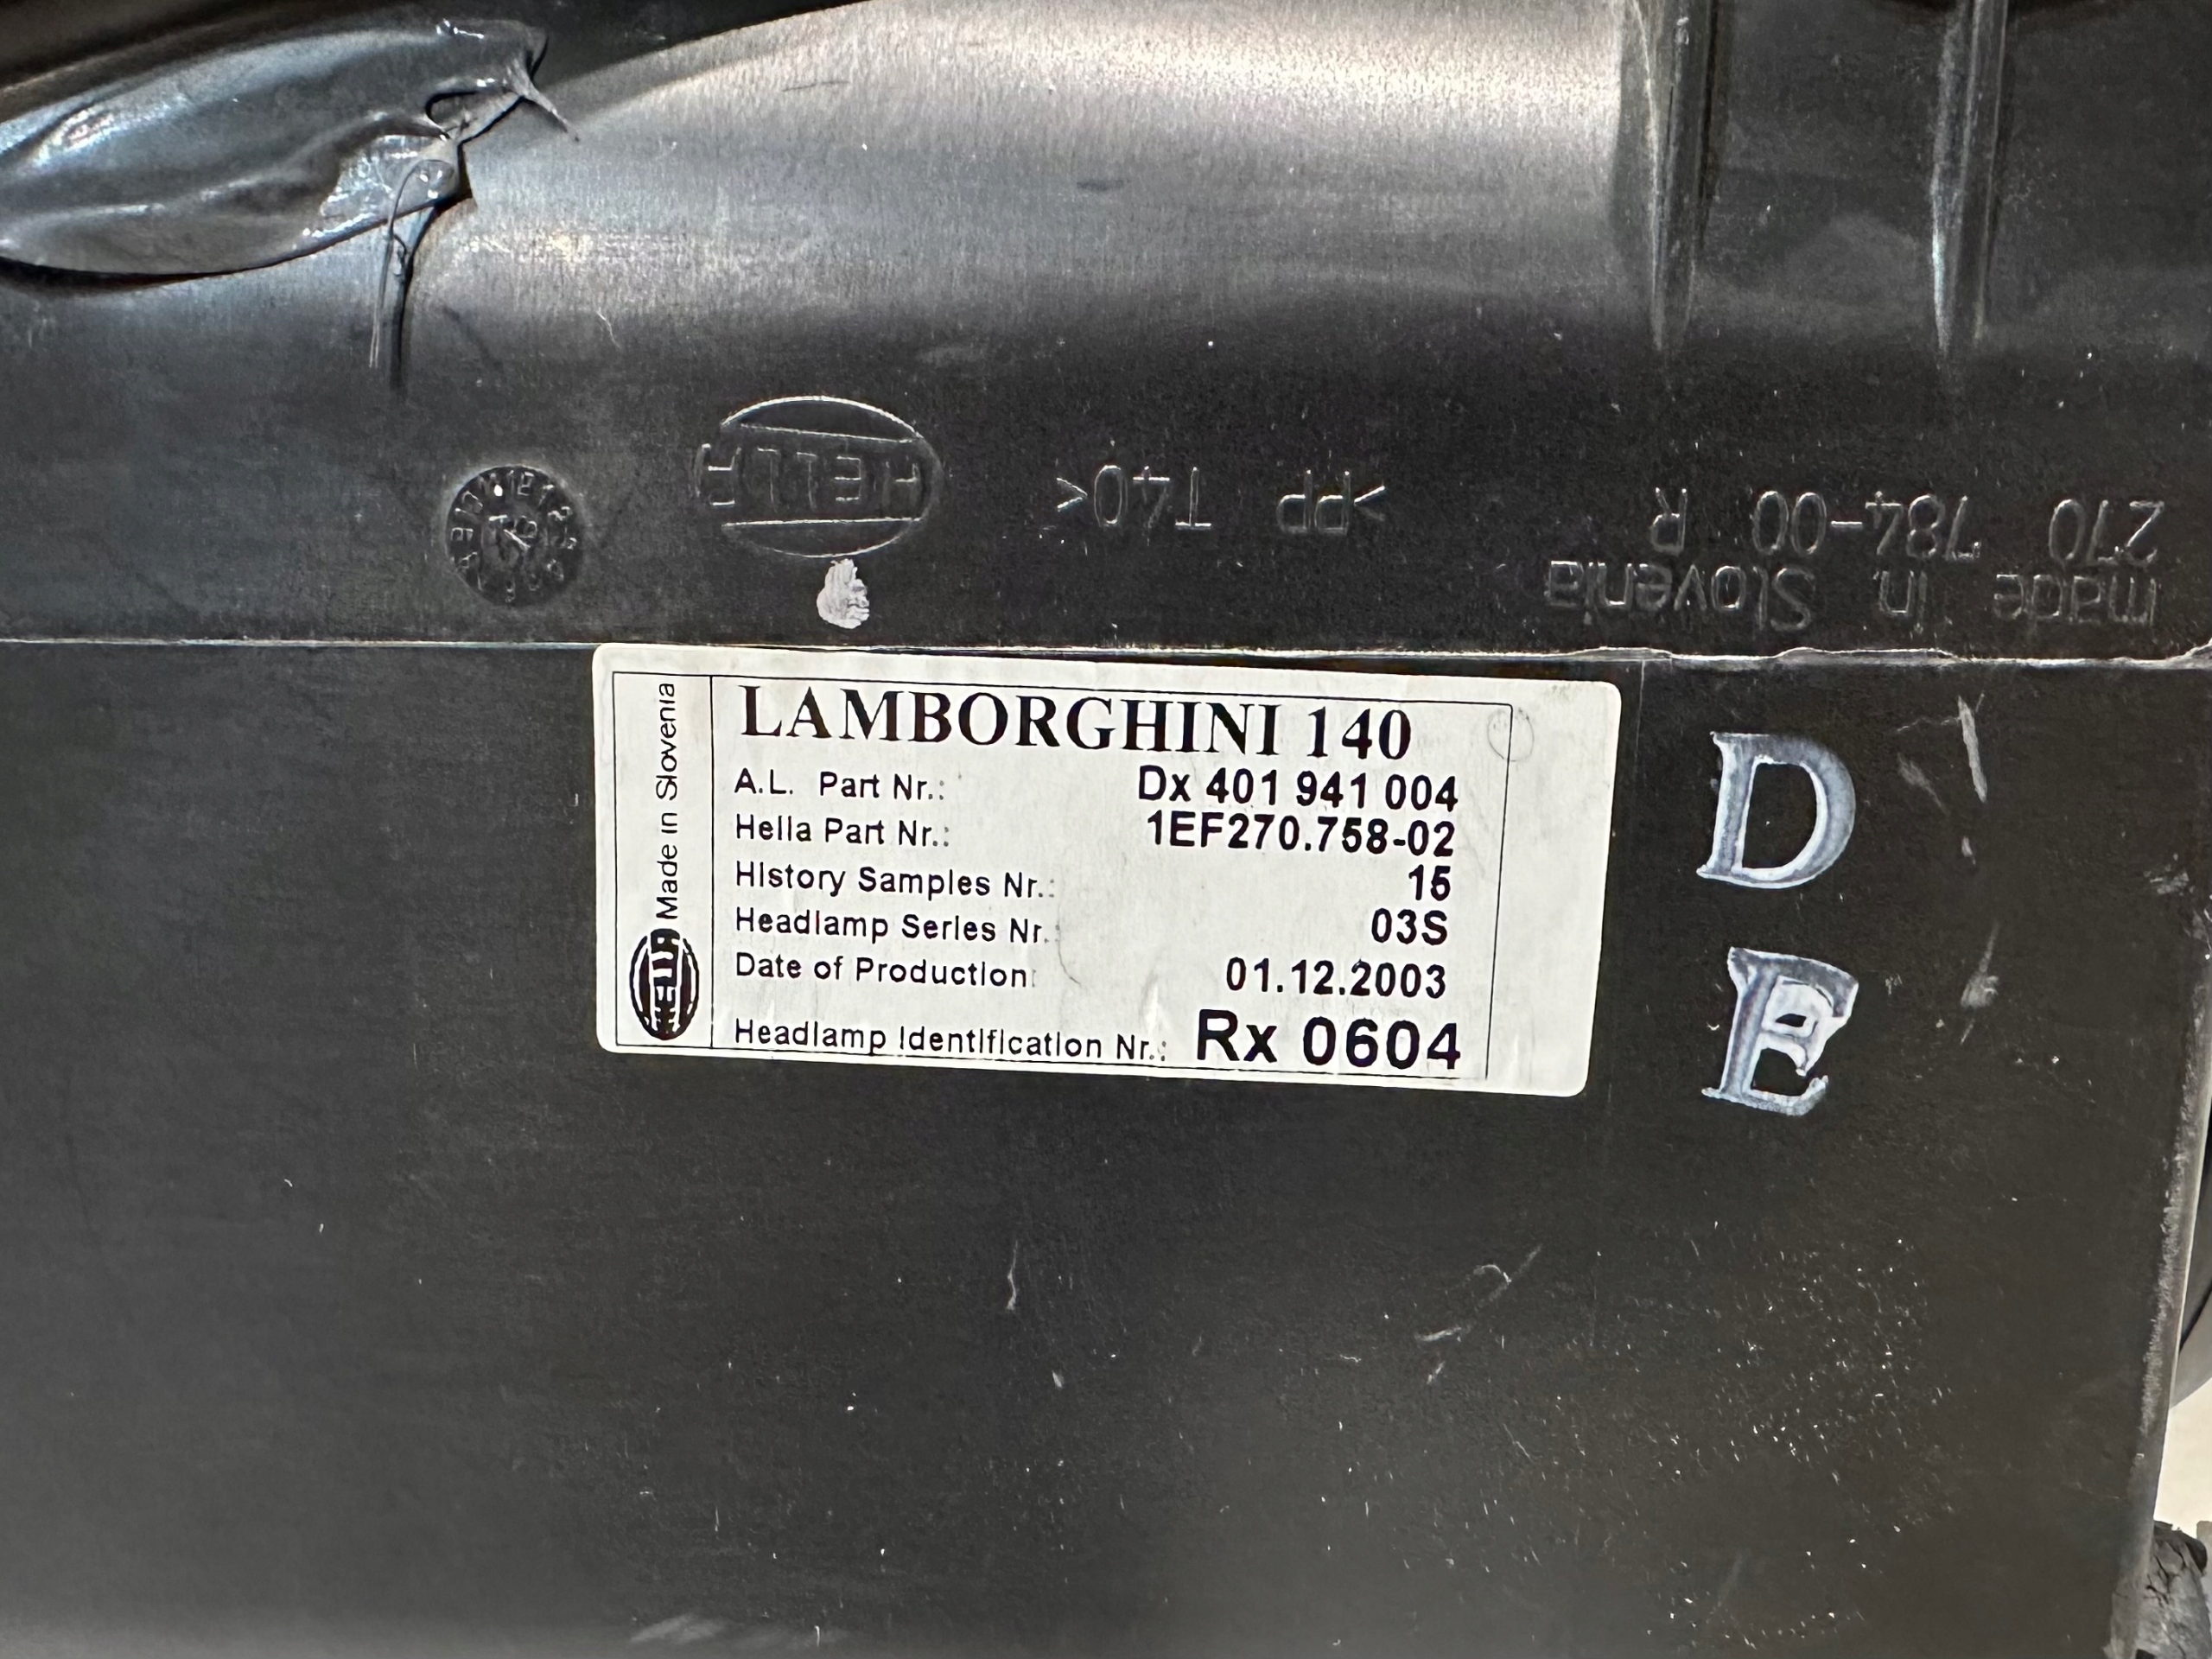 HELLA
>PP T40<
270 784-00 R
made in Slovenia
HELLA Made in Slovenia
LAMBORGHINI 140
A.L. Part Nr.: Dx 401 941 004
Hella Part Nr.: 1EF270.758-02
History Samples Nr.: 15
Headlamp Series Nr. 03S
Date of Production: 01.12.2003
Headlamp Identification Nr.: Rx 0604
D
E